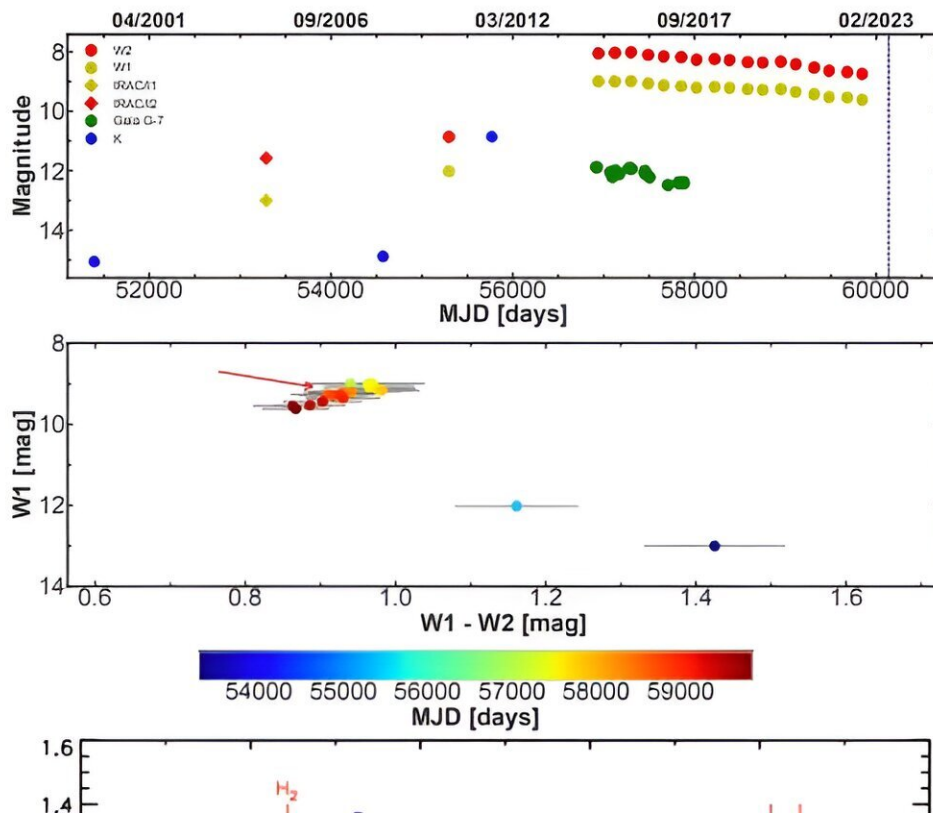 04/2001 09/2006 03/2012 09/2017 02/2023
8
W2
W1
K
10
12
14
Magnitude
52000 54000 56000 58000 60000
MJD [days]
8
10
12
14
W1 [mag]
0.6 0.8 1.0 1.2 1.4 1.6
W1 - W2 [mag]
54000 55000 56000 57000 58000 59000
MJD [days]
1.6
H2
1.4